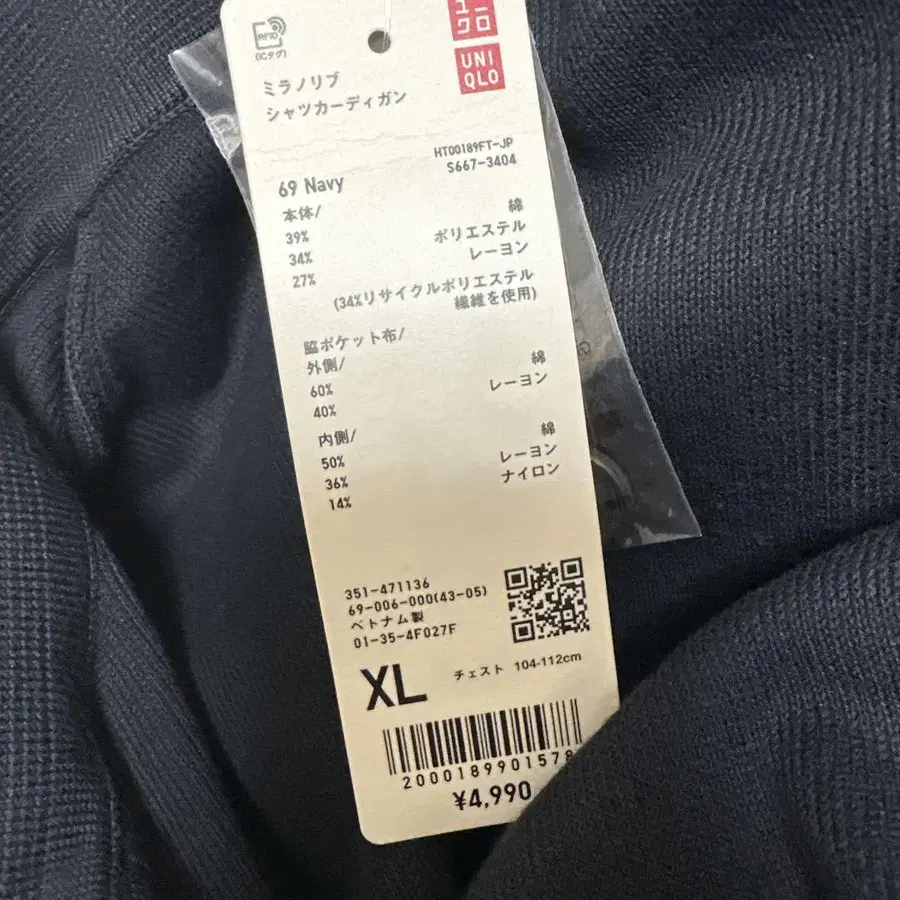 RFID
(ICタグ)
ユニ
クロ
UNI
QLO
ミラノリブ
シャツカーディガン
HT00189FT-JP
S667-3404
69 Navy
本体/
39% 綿
34% ポリエステル
27% レーヨン
(34%リサイクルポリエステル
繊維を使用)
脇ポケット布/
外側/
60% 綿
40% レーヨン
内側/
50% 綿
36% レーヨン
14% ナイロン
351-471136
69-006-000(43-05)
ベトナム製
01-35-4F027F
XL チェスト 104-112cm
2000189901578
¥4,990